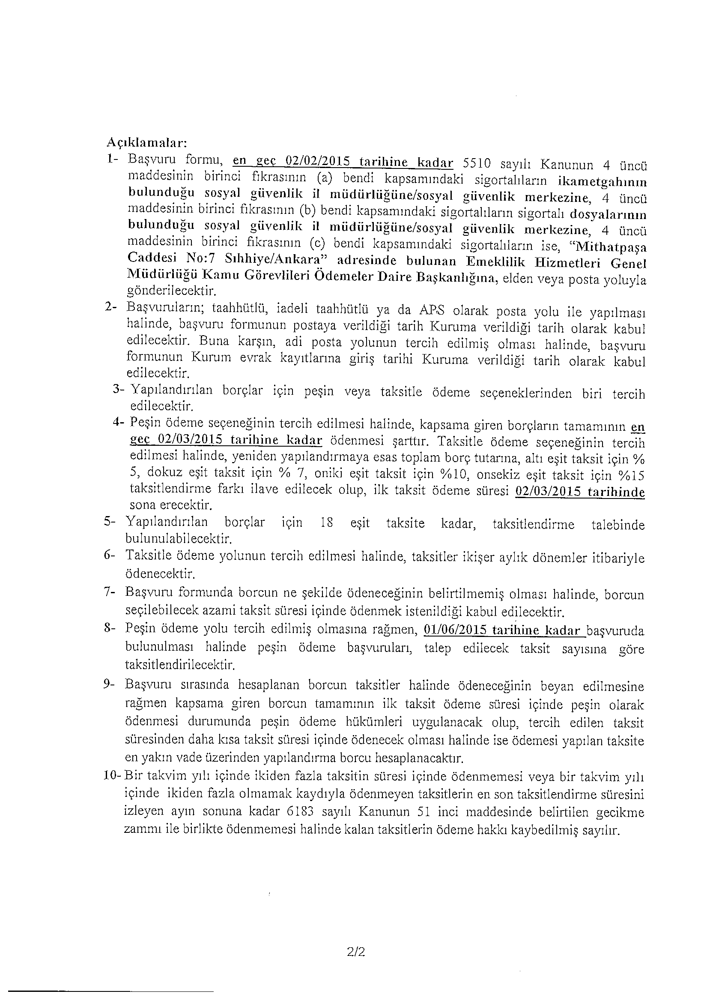 Açıklamalar:
1- Başvuru formu, en geç 02/02/2015 tarihine kadar 5510 sayılı Kanunun 4 üncü
maddesinin birinci fıkrasının (a) bendi kapsamındaki sigortalıların ikametgahının
bulunduğu sosyal güvenlik il müdürlüğüne/sosyal güvenlik merkezine, 4 üncü
maddesinin birinci fıkrasının (b) bendi kapsamındaki sigortalıların sigortalı dosyalarının
bulunduğu sosyal güvenlik il müdürlüğüne/sosyal güvenlik merkezine, 4 üncü
maddesinin birinci fıkrasının (c) bendi kapsamındaki sigortalıların ise, “Mithatpaşa
Caddesi No:7 Sıhhiye/Ankara” adresinde bulunan Emeklilik Hizmetleri Genel
Müdürlüğü Kamu Görevlileri Ödemeler Daire Başkanlığına, elden veya posta yoluyla
gönderilecektir.
2- Başvuruların; taahhütlü, iadeli taahhütlü ya da APS olarak posta yolu ile yapılması
halinde, başvuru formunun postaya verildiği tarih Kuruma verildiği tarih olarak kabul
edilecektir. Buna karşın, adi posta yolunun tercih edilmiş olması halinde, başvuru
formunun Kurum evrak kayıtlarına giriş tarihi Kuruma verildiği tarih olarak kabul
edilecektir.
3- Yapılandırılan borçlar için peşin veya taksitle ödeme seçeneklerinden biri tercih
edilecektir.
4- Peşin ödeme seçeneğinin tercih edilmesi halinde, kapsama giren borçların tamamının en
geç 02/03/2015 tarihine kadar ödenmesi şarttır. Taksitle ödeme seçeneğinin tercih
edilmesi halinde, yeniden yapılandırmaya esas toplam borç tutarına, altı eşit taksit için %
5, dokuz eşit taksit için % 7, oniki eşit taksit için %10, onsekiz eşit taksit için %15
taksitlendirme farkı ilave edilecek olup, ilk taksit ödeme süresi 02/03/2015 tarihinde
sona erecektir.
5- Yapılandırılan borçlar için 18 eşit taksite kadar, taksitlendirme talebinde
bulunulabilecektir.
6- Taksitle ödeme yolunun tercih edilmesi halinde, taksitler ikişer aylık dönemler itibariyle
ödenecektir.
7- Başvuru formunda borcun ne şekilde ödeneceğinin belirtilmemiş olması halinde, borcun
seçilebilecek azami taksit süresi içinde ödenmek istenildiği kabul edilecektir.
8- Peşin ödeme yolu tercih edilmiş olmasına rağmen, 01/06/2015 tarihine kadar başvuruda
bulunulması halinde peşin ödeme başvuruları, talep edilecek taksit sayısına göre
taksitlendirilecektir.
9- Başvuru sırasında hesaplanan borcun taksitler halinde ödeneceğinin beyan edilmesine
rağmen kapsama giren borcun tamamının ilk taksit ödeme süresi içinde peşin olarak
ödenmesi durumunda peşin ödeme hükümleri uygulanacak olup, tercih edilen taksit
süresinden daha kısa taksit süresi içinde ödenecek olması halinde ise ödemesi yapılan taksite
en yakın vade üzerinden yapılandırma borcu hesaplanacaktır.
10- Bir takvim yılı içinde ikiden fazla taksitin süresi içinde ödenmemesi veya bir takvim yılı
içinde ikiden fazla olmamak kaydıyla ödenmeyen taksitlerin en son taksitlendirme süresini
izleyen ayın sonuna kadar 6183 sayılı Kanunun 51 inci maddesinde belirtilen gecikme
zammı ile birlikte ödenmemesi halinde kalan taksitlerin ödeme hakkı kaybedilmiş sayılır.
2/2